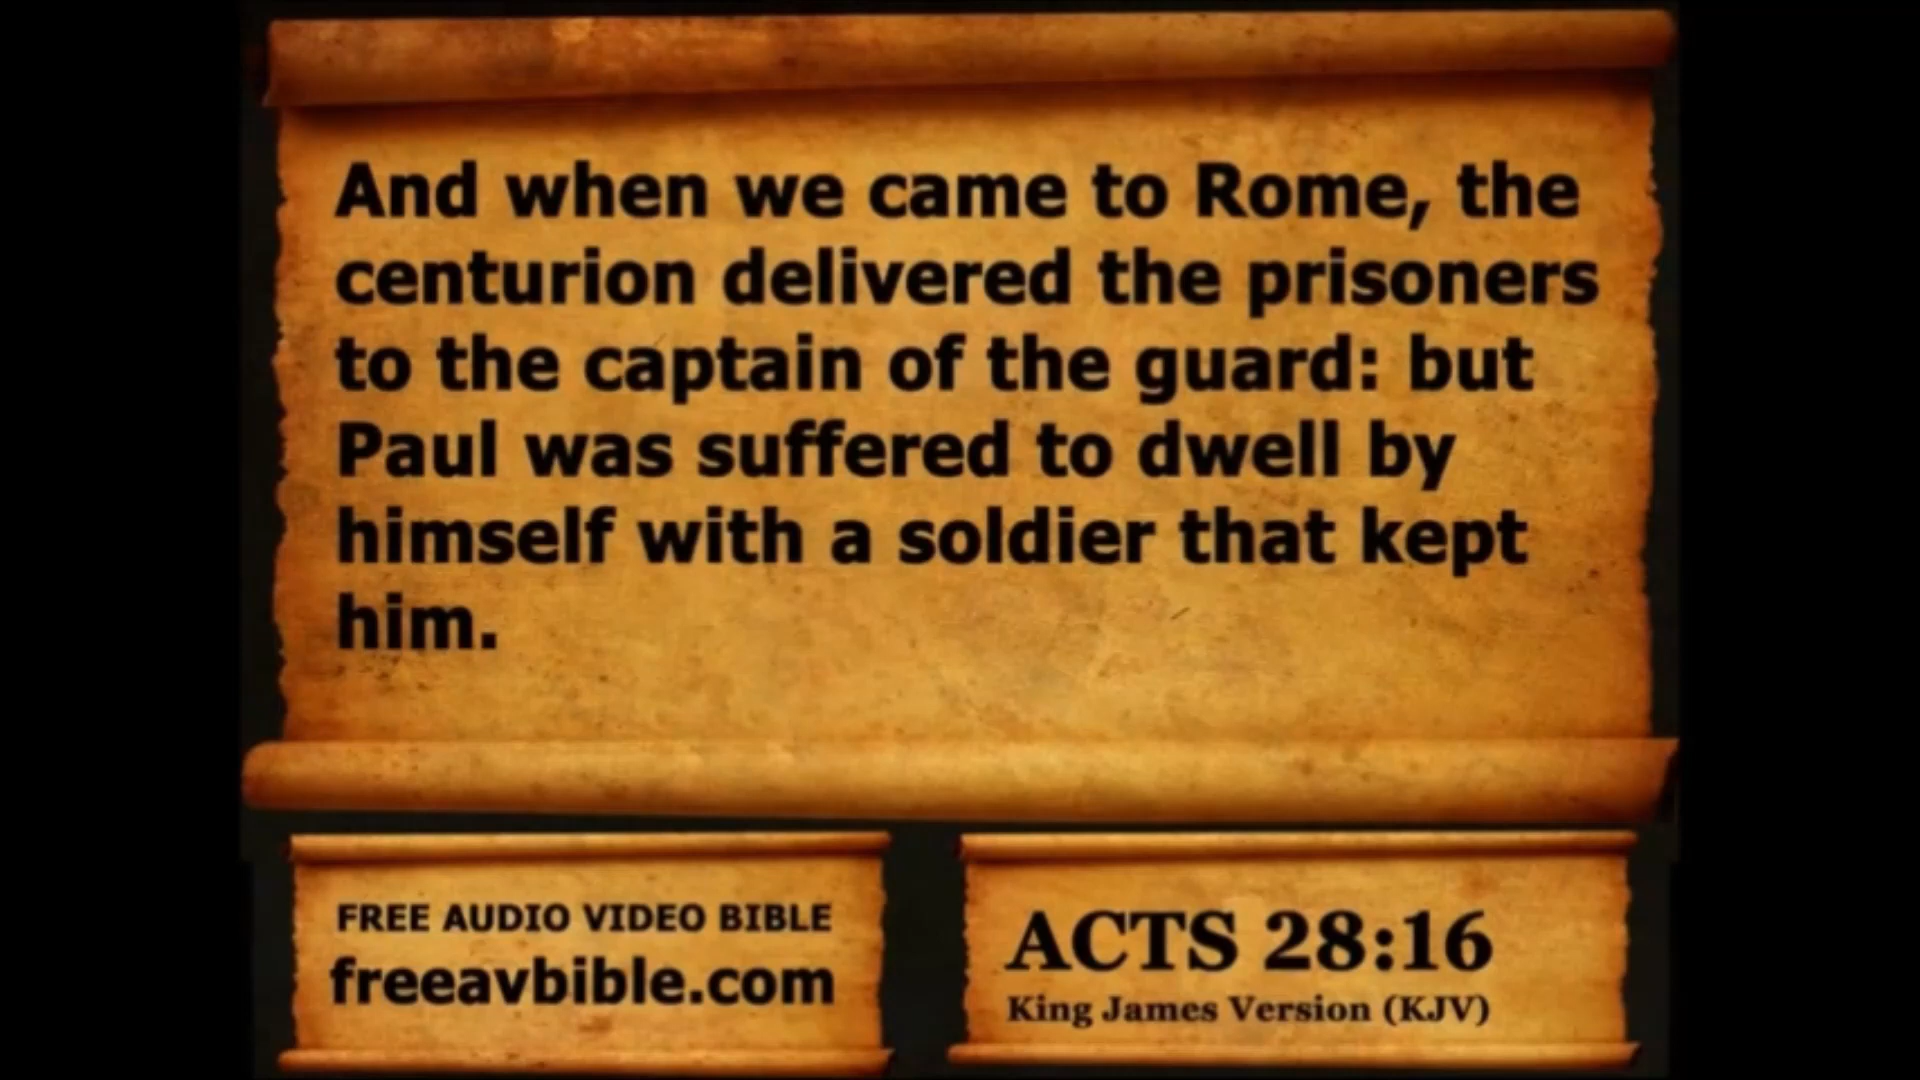 And when we came to Rome, the
centurion delivered the prisoners
to the captain of the guard: but
Paul was suffered to dwell by
himself with a soldier that kept
him.
FREE AUDIO VIDEO BIBLE
freeavbible.com
ACTS 28:16
King James Version (KJV)